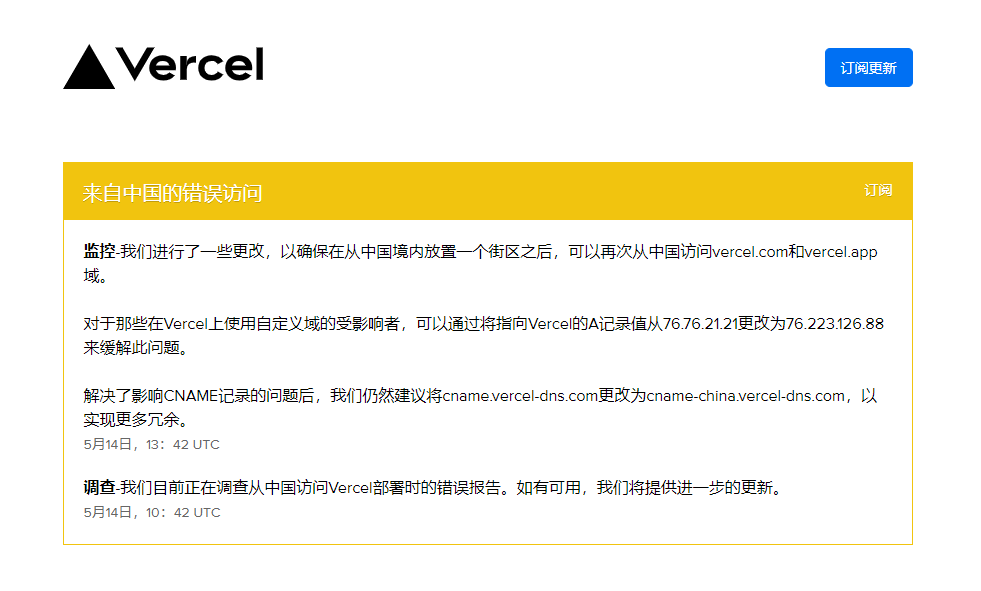 Vercel
订阅更新
来自中国的错误访问
订阅
监控-我们进行了一些更改，以确保在从中国境内放置一个街区之后，可以再次从中国访问vercel.com和vercel.app
域。
对于那些在Vercel上使用自定义域的受影响者，可以通过将指向Vercel的A记录值从76.76.21.21更改为76.223.126.88
来缓解此问题。
解决了影响CNAME记录的问题后，我们仍然建议将cname.vercel-dns.com更改为cname-china.vercel-dns.com，以
实现更多冗余。
5月14日，13：42 UTC
调查-我们目前正在调查从中国访问Vercel部署时的错误报告。如有可用，我们将提供进一步的更新。
5月14日，10：42 UTC